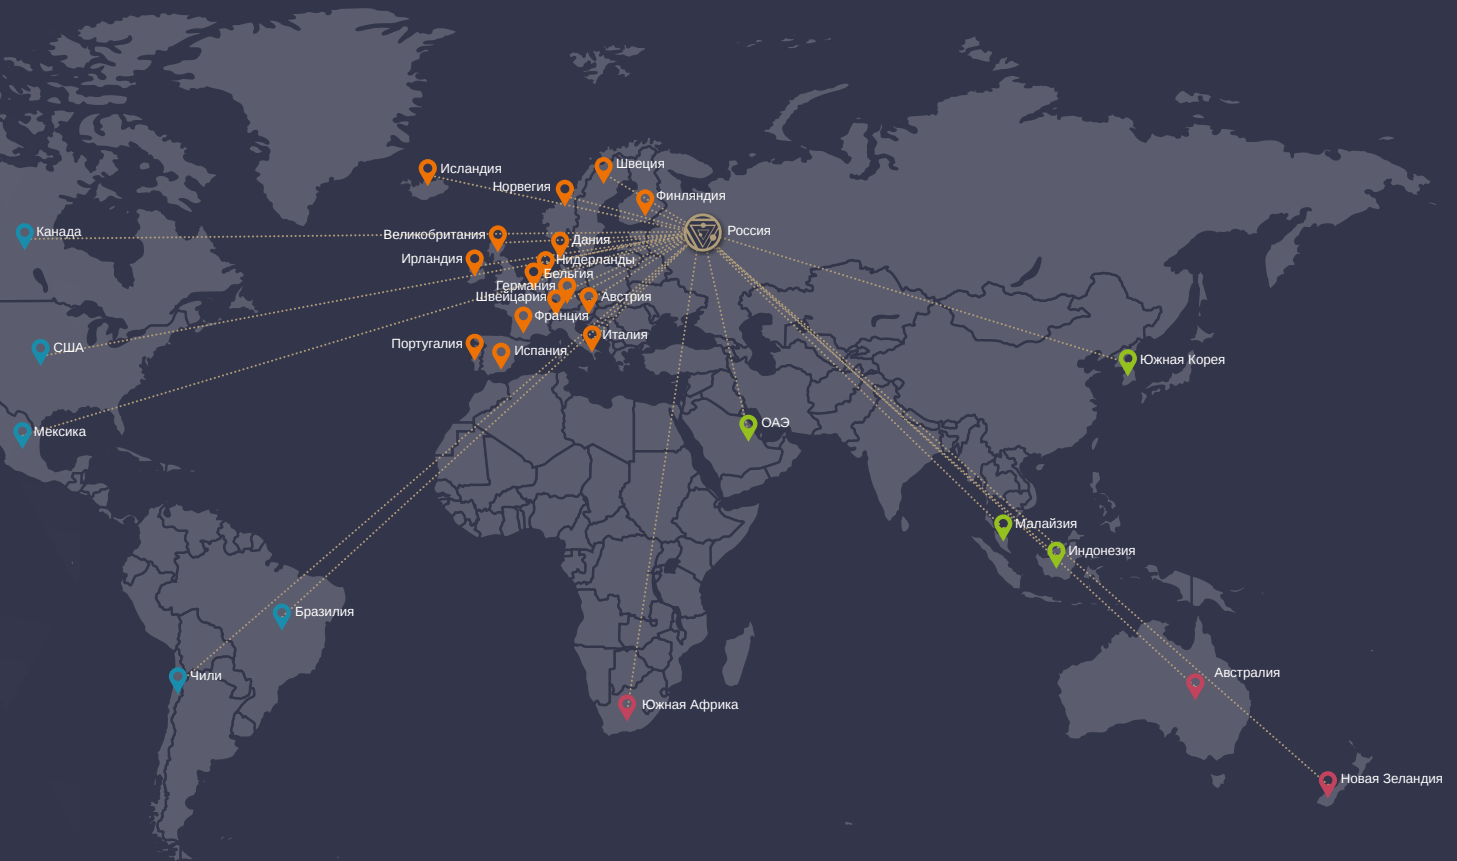 Швеция
Исландия
Норвегия
Финляндия
Канада
Великобритания
Дания
Россия
Ирландия
Нидерланды
Бельгия
Германия
Швейцария
Австрия
Франция
Италия
США
Португалия
Испания
Южная Корея
Мексика
ОАЭ
Малайзия
Индонезия
Бразилия
Чили
Австралия
Южная Африка
Новая Зеландия